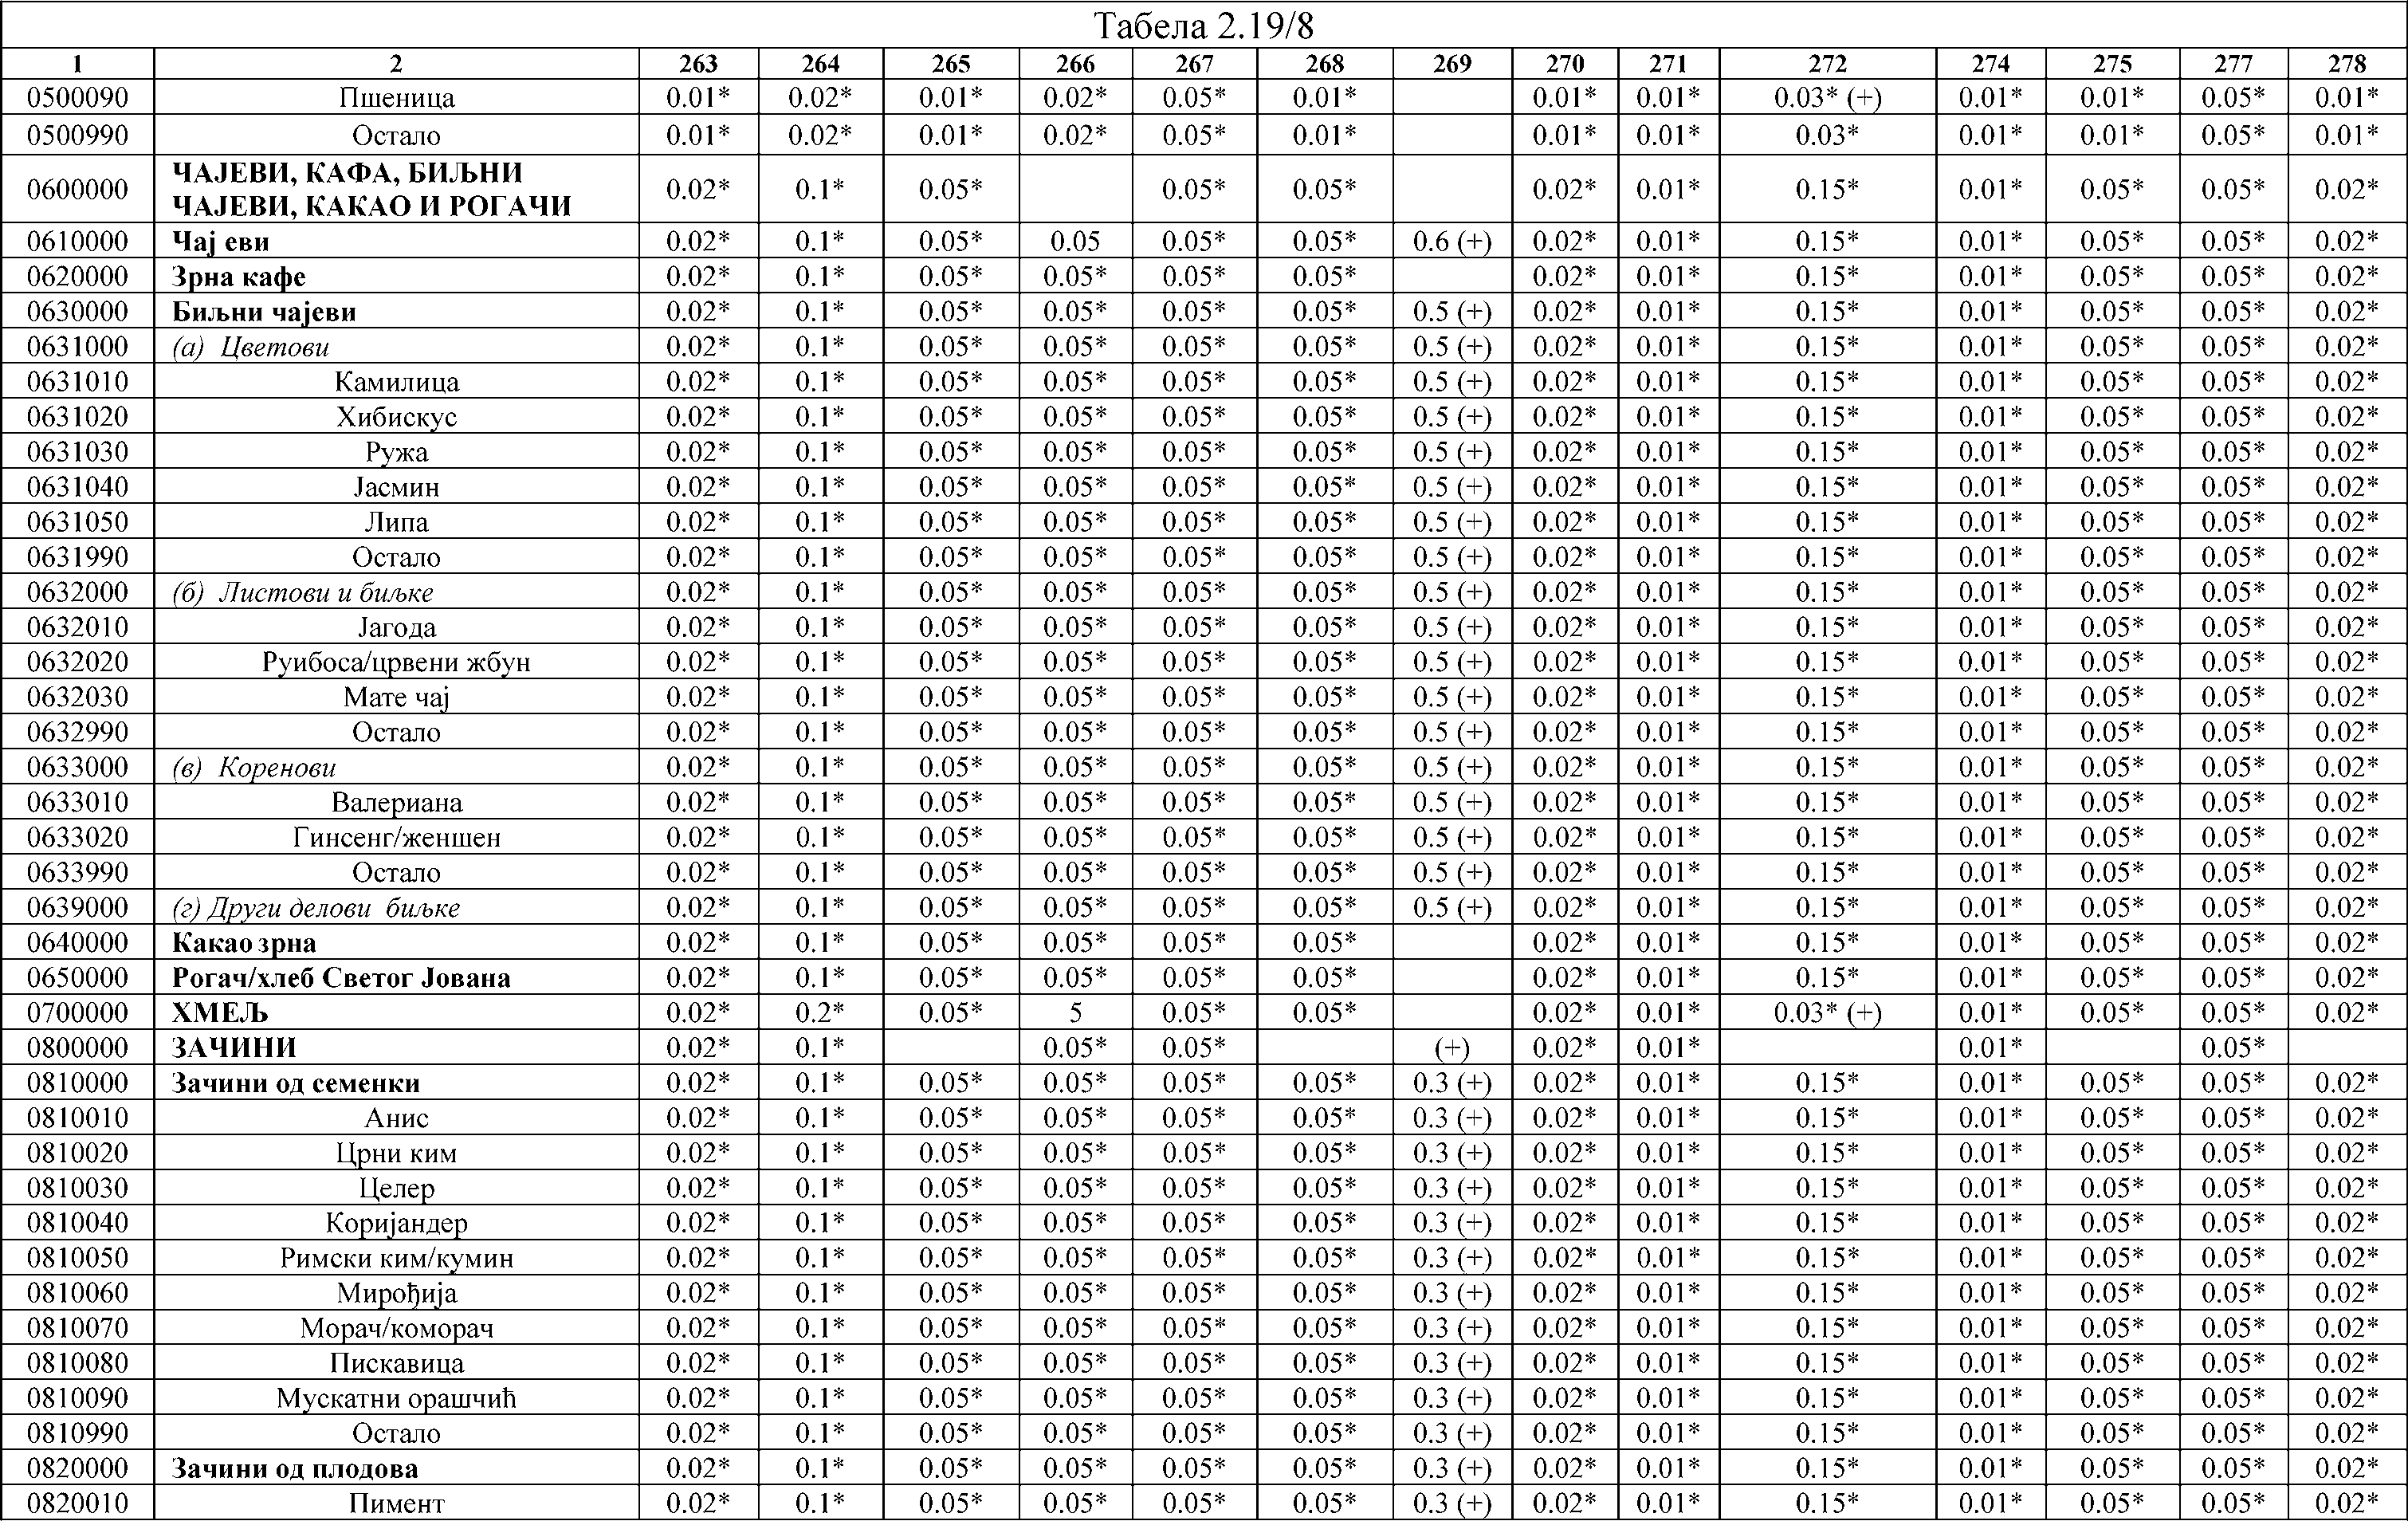 Табела 2.19/8
1 2 263 264 265 266 267 268 269 270 271 272 274 275 277 278
0500090 Пшеница 0.01* 0.02* 0.01* 0.02* 0.05* 0.01* 0.01* 0.01* 0.03* (+) 0.01* 0.01* 0.05* 0.01*
0500990 Остало 0.01* 0.02* 0.01* 0.02* 0.05* 0.01* 0.01* 0.01* 0.03* 0.01* 0.01* 0.05* 0.01*
0600000 ЧАЈЕВИ, КАФА, БИЉНИ
ЧАЈЕВИ, КАКАО И РОГАЧИ 0.02* 0.1* 0.05* 0.05* 0.05* 0.02* 0.01* 0.15* 0.01* 0.05* 0.05* 0.02*
0610000 Чај еви 0.02* 0.1* 0.05* 0.05 0.05* 0.05* 0.6 (+) 0.02* 0.01* 0.15* 0.01* 0.05* 0.05* 0.02*
0620000 Зрна кафе 0.02* 0.1* 0.05* 0.05* 0.05* 0.05* 0.02* 0.01* 0.15* 0.01* 0.05* 0.05* 0.02*
0630000 Биљни чајеви 0.02* 0.1* 0.05* 0.05* 0.05* 0.05* 0.5 (+) 0.02* 0.01* 0.15* 0.01* 0.05* 0.05* 0.02*
0631000 (а) Цветови 0.02* 0.1* 0.05* 0.05* 0.05* 0.05* 0.5 (+) 0.02* 0.01* 0.15* 0.01* 0.05* 0.05* 0.02*
0631010 Камилица 0.02* 0.1* 0.05* 0.05* 0.05* 0.05* 0.5 (+) 0.02* 0.01* 0.15* 0.01* 0.05* 0.05* 0.02*
0631020 Хибискус 0.02* 0.1* 0.05* 0.05* 0.05* 0.05* 0.5 (+) 0.02* 0.01* 0.15* 0.01* 0.05* 0.05* 0.02*
0631030 Ружа 0.02* 0.1* 0.05* 0.05* 0.05* 0.05* 0.5 (+) 0.02* 0.01* 0.15* 0.01* 0.05* 0.05* 0.02*
0631040 Јасмин 0.02* 0.1* 0.05* 0.05* 0.05* 0.05* 0.5 (+) 0.02* 0.01* 0.15* 0.01* 0.05* 0.05* 0.02*
0631050 Липа 0.02* 0.1* 0.05* 0.05* 0.05* 0.05* 0.5 (+) 0.02* 0.01* 0.15* 0.01* 0.05* 0.05* 0.02*
0631990 Остало 0.02* 0.1* 0.05* 0.05* 0.05* 0.05* 0.5 (+) 0.02* 0.01* 0.15* 0.01* 0.05* 0.05* 0.02*
0632000 (б) Листови и биљке 0.02* 0.1* 0.05* 0.05* 0.05* 0.05* 0.5 (+) 0.02* 0.01* 0.15* 0.01* 0.05* 0.05* 0.02*
0632010 Јагода 0.02* 0.1* 0.05* 0.05* 0.05* 0.05* 0.5 (+) 0.02* 0.01* 0.15* 0.01* 0.05* 0.05* 0.02*
0632020 Руибоса/црвени жбун 0.02* 0.1* 0.05* 0.05* 0.05* 0.05* 0.5 (+) 0.02* 0.01* 0.15* 0.01* 0.05* 0.05* 0.02*
0632030 Мате чај 0.02* 0.1* 0.05* 0.05* 0.05* 0.05* 0.5 (+) 0.02* 0.01* 0.15* 0.01* 0.05* 0.05* 0.02*
0632990 Остало 0.02* 0.1* 0.05* 0.05* 0.05* 0.05* 0.5 (+) 0.02* 0.01* 0.15* 0.01* 0.05* 0.05* 0.02*
0633000 (в) Коренови 0.02* 0.1* 0.05* 0.05* 0.05* 0.05* 0.5 (+) 0.02* 0.01* 0.15* 0.01* 0.05* 0.05* 0.02*
0633010 Валериана 0.02* 0.1* 0.05* 0.05* 0.05* 0.05* 0.5 (+) 0.02* 0.01* 0.15* 0.01* 0.05* 0.05* 0.02*
0633020 Гинсенг/женшен 0.02* 0.1* 0.05* 0.05* 0.05* 0.05* 0.5 (+) 0.02* 0.01* 0.15* 0.01* 0.05* 0.05* 0.02*
0633990 Остало 0.02* 0.1* 0.05* 0.05* 0.05* 0.05* 0.5 (+) 0.02* 0.01* 0.15* 0.01* 0.05* 0.05* 0.02*
0639000 (г) Други делови биљке 0.02* 0.1* 0.05* 0.05* 0.05* 0.05* 0.5 (+) 0.02* 0.01* 0.15* 0.01* 0.05* 0.05* 0.02*
0640000 Какао зрна 0.02* 0.1* 0.05* 0.05* 0.05* 0.05* 0.02* 0.01* 0.15* 0.01* 0.05* 0.05* 0.02*
0650000 Рогач/хлеб Светог Јована 0.02* 0.1* 0.05* 0.05* 0.05* 0.05* 0.02* 0.01* 0.15* 0.01* 0.05* 0.05* 0.02*
0700000 ХМЕЉ 0.02* 0.2* 0.05* 5 0.05* 0.05* 0.02* 0.01* 0.03* (+) 0.01* 0.05* 0.05* 0.02*
0800000 ЗАЧИНИ 0.02* 0.1* 0.05* 0.05* (+) 0.02* 0.01* 0.01* 0.05*
0810000 Зачини од семенки 0.02* 0.1* 0.05* 0.05* 0.05* 0.05* 0.3 (+) 0.02* 0.01* 0.15* 0.01* 0.05* 0.05* 0.02*
0810010 Анис 0.02* 0.1* 0.05* 0.05* 0.05* 0.05* 0.3 (+) 0.02* 0.01* 0.15* 0.01* 0.05* 0.05* 0.02*
0810020 Црни ким 0.02* 0.1* 0.05* 0.05* 0.05* 0.05* 0.3 (+) 0.02* 0.01* 0.15* 0.01* 0.05* 0.05* 0.02*
0810030 Целер 0.02* 0.1* 0.05* 0.05* 0.05* 0.05* 0.3 (+) 0.02* 0.01* 0.15* 0.01* 0.05* 0.05* 0.02*
0810040 Коријандер 0.02* 0.1* 0.05* 0.05* 0.05* 0.05* 0.3 (+) 0.02* 0.01* 0.15* 0.01* 0.05* 0.05* 0.02*
0810050 Римски ким/кумин 0.02* 0.1* 0.05* 0.05* 0.05* 0.05* 0.3 (+) 0.02* 0.01* 0.15* 0.01* 0.05* 0.05* 0.02*
0810060 Мирођија 0.02* 0.1* 0.05* 0.05* 0.05* 0.05* 0.3 (+) 0.02* 0.01* 0.15* 0.01* 0.05* 0.05* 0.02*
0810070 Морач/коморач 0.02* 0.1* 0.05* 0.05* 0.05* 0.05* 0.3 (+) 0.02* 0.01* 0.15* 0.01* 0.05* 0.05* 0.02*
0810080 Пискавица 0.02* 0.1* 0.05* 0.05* 0.05* 0.05* 0.3 (+) 0.02* 0.01* 0.15* 0.01* 0.05* 0.05* 0.02*
0810090 Мускатни орашчић 0.02* 0.1* 0.05* 0.05* 0.05* 0.05* 0.3 (+) 0.02* 0.01* 0.15* 0.01* 0.05* 0.05* 0.02*
0810990 Остало 0.02* 0.1* 0.05* 0.05* 0.05* 0.05* 0.3 (+) 0.02* 0.01* 0.15* 0.01* 0.05* 0.05* 0.02*
0820000 Зачини од плодова 0.02* 0.1* 0.05* 0.05* 0.05* 0.05* 0.3 (+) 0.02* 0.01* 0.15* 0.01* 0.05* 0.05* 0.02*
0820010 Пимент 0.02* 0.1* 0.05* 0.05* 0.05* 0.05* 0.3 (+) 0.02* 0.01* 0.15* 0.01* 0.05* 0.05* 0.02*